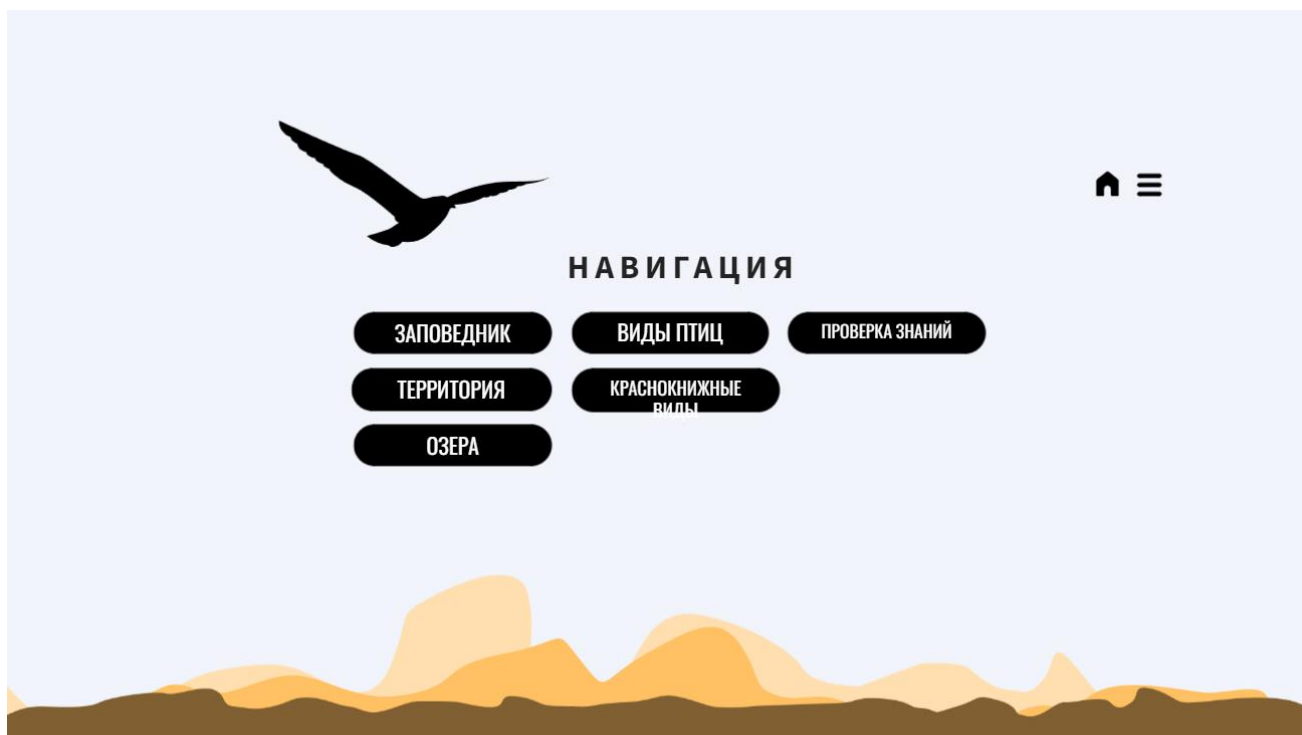 НАВИГАЦИЯ
ЗАПОВЕДНИК
ВИДЫ ПТИЦ
ПРОВЕРКА ЗНАНИЙ
ТЕРРИТОРИЯ
КРАСНОКНИЖНЫЕ
ВИДЫ
ОЗЕРА